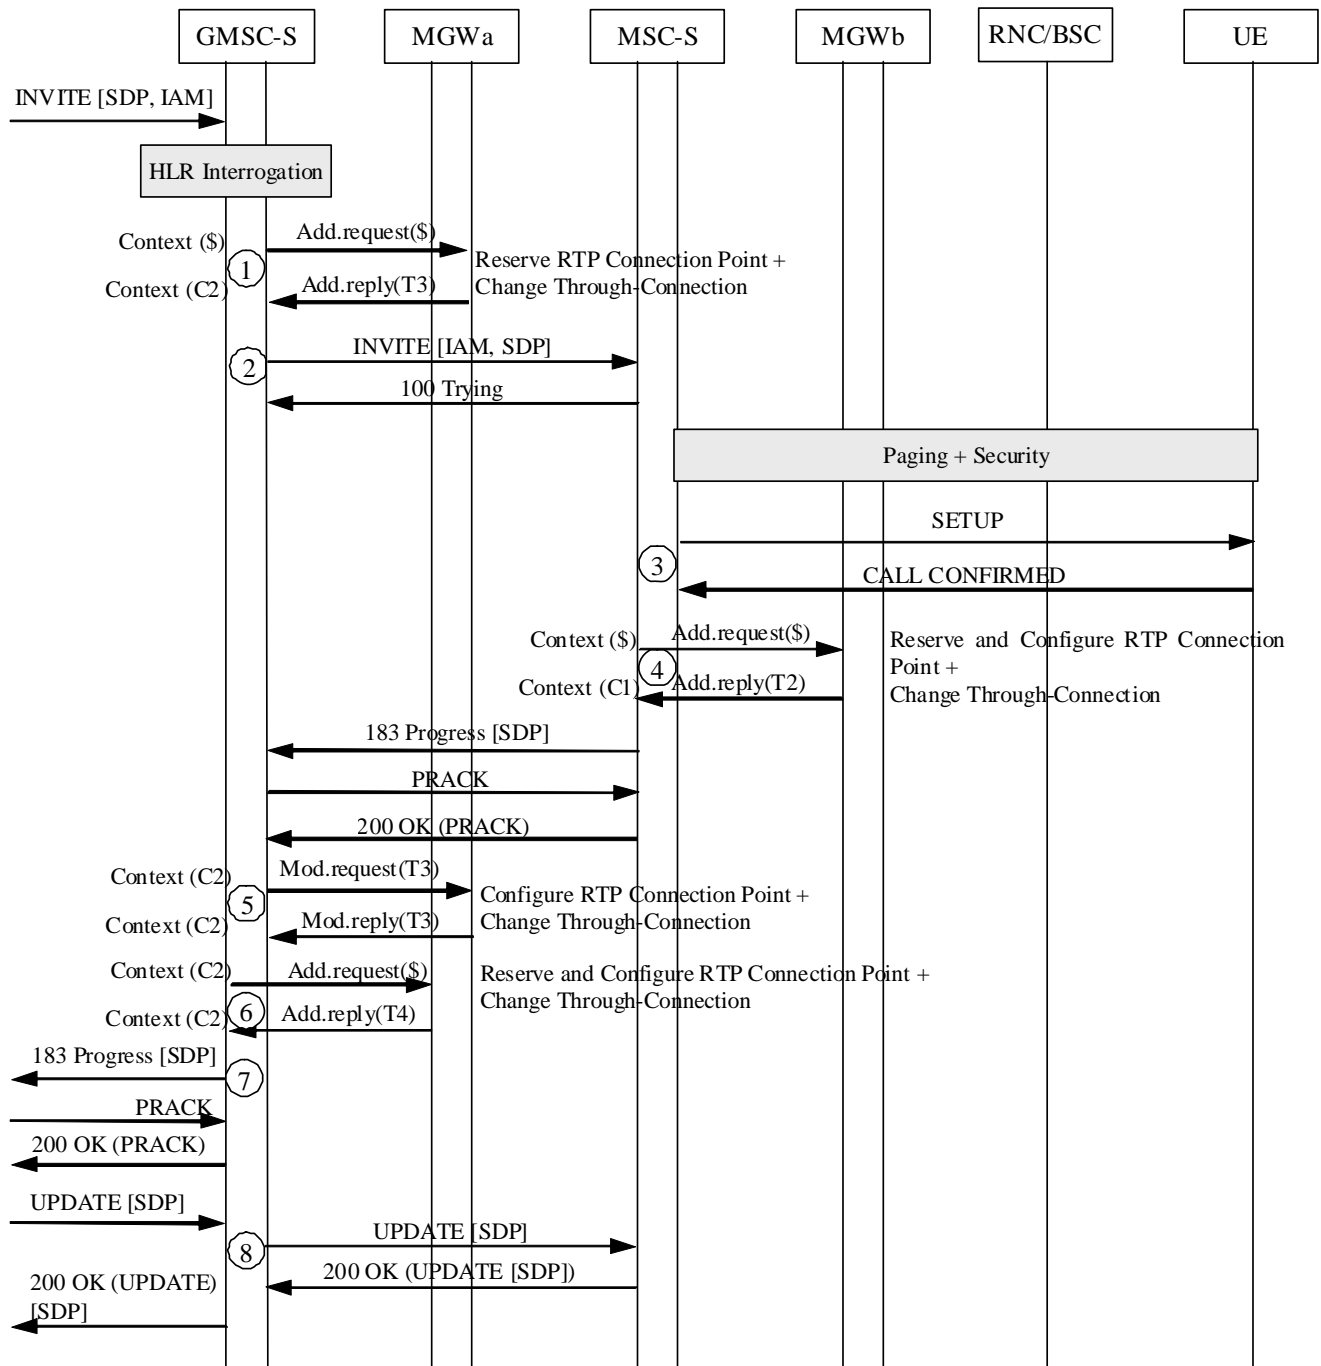 GMSC-S
MGWa
MSC-S
MGWb
RNC/BSC
UE
INVITE [SDP, IAM]
HLR Interrogation
Context ($)
Add.request($)
1
Reserve RTP Connection Point +
Change Through-Connection
Context (C2)
Add.reply(T3)
2
INVITE [IAM, SDP]
100 Trying
Paging + Security
SETUP
3
CALL CONFIRMED
Context ($)
Add.request($)
Reserve and Configure RTP Connection
Point +
Change Through-Connection
4
Context (C1)
Add.reply(T2)
183 Progress [SDP]
PRACK
200 OK (PRACK)
Context (C2)
Mod.request(T3)
5
Configure RTP Connection Point +
Change Through-Connection
Context (C2)
Mod.reply(T3)
Context (C2)
Add.request($)
Reserve and Configure RTP Connection Point +
Change Through-Connection
6
Context (C2)
Add.reply(T4)
183 Progress [SDP]
7
PRACK
200 OK (PRACK)
UPDATE [SDP]
8
UPDATE [SDP]
200 OK (UPDATE [SDP])
200 OK (UPDATE)
[SDP]